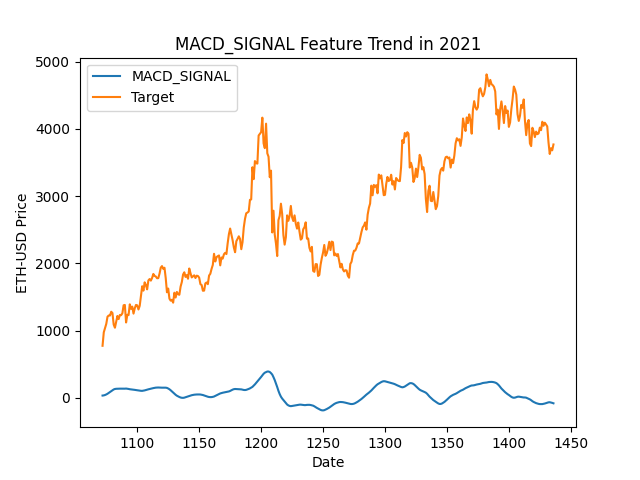 MACD_SIGNAL Feature Trend in 2021
MACD_SIGNAL
Target
ETH-USD Price
5000
4000
3000
2000
1000
0
1100 1150 1200 1250 1300 1350 1400 1450
Date